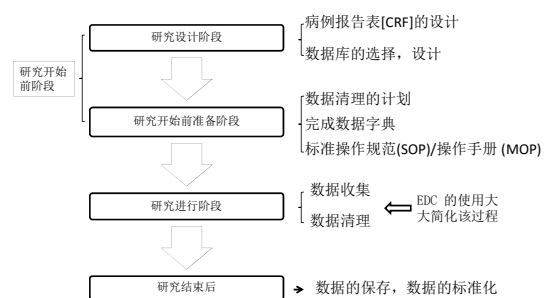 研究设计阶段
病例报告表[CRF]的设计
数据库的选择，设计
研究开始
前阶段
研究开始前准备阶段
数据清理的计划
完成数据字典
标准操作规范(SOP)/操作手册 (MOP)
研究进行阶段
数据收集
数据清理
EDC 的使用大
大简化该过程
研究结束后
数据的保存，数据的标准化